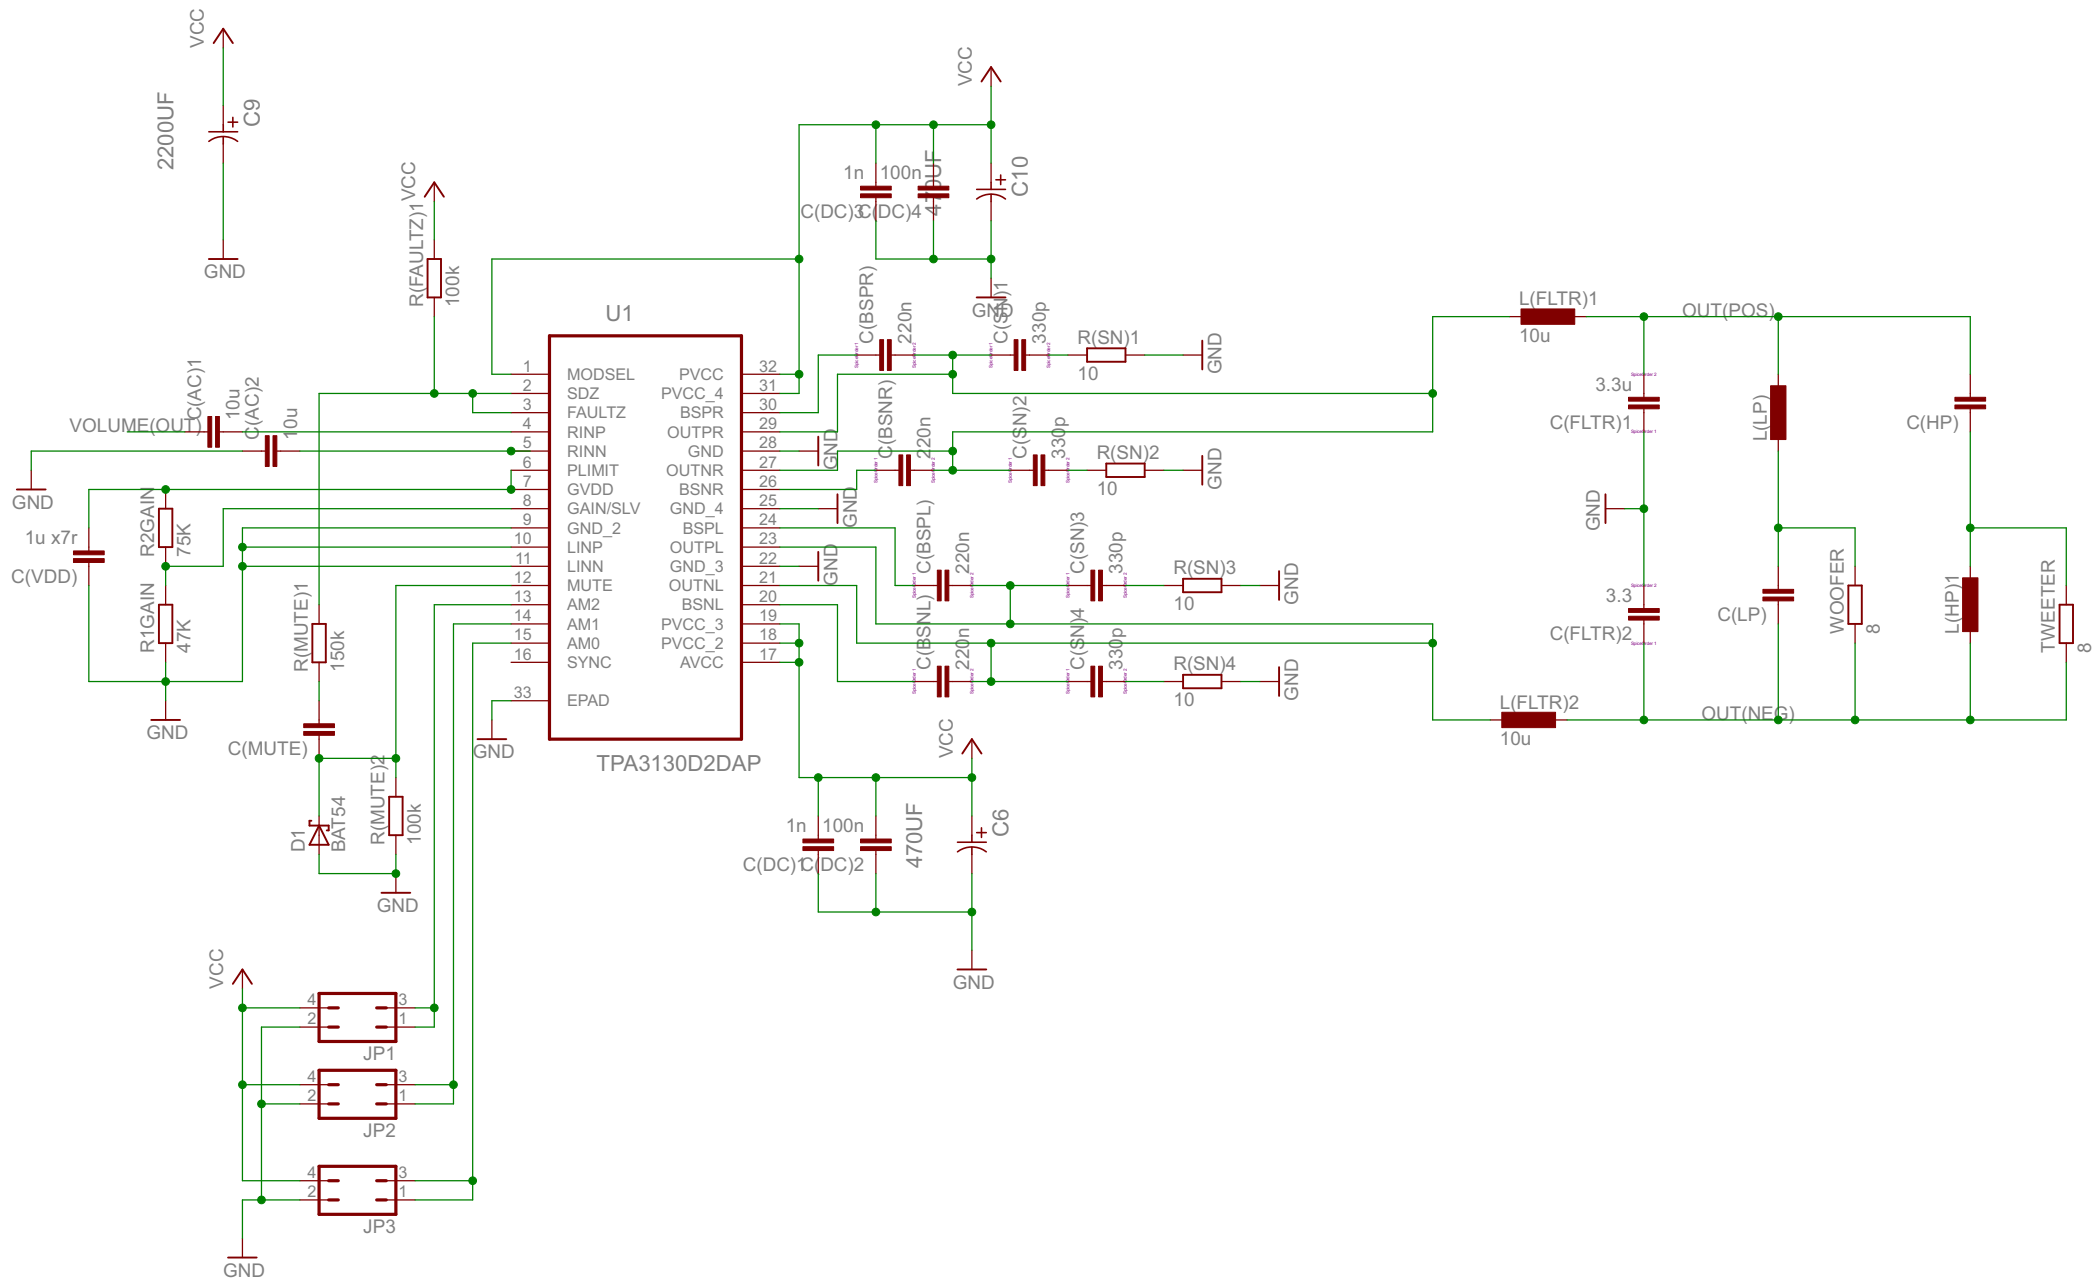 VCC
2200UF
C9
GND
VCC
R(FAULTZ)1
100k
VCC
1n
100n
470UF
C10
C(DC)3
C(DC)4
GND
U1
TPA3130D2DAP
1 MODSEL
2 SDZ
3 FAULTZ
4 RINP
5 RINN
6 PLIMIT
7 GVDD
8 GAIN/SLV
9 GND_2
10 LINP
11 LINN
12 MUTE
13 AM2
14 AM1
15 AM0
16 SYNC
33 EPAD
PVCC 32
PVCC_4 31
BSPR 30
OUTPR 29
GND 28
OUTNR 27
BSNR 26
GND_4 25
BSPL 24
OUTPL 23
GND_3 22
OUTNL 21
BSNL 20
PVCC_3 19
PVCC_2 18
AVCC 17
VOLUME(OUT)
C(AC)1
10u
C(AC)2
10u
GND
1u x7r
C(VDD)
R2GAIN
75K
R1GAIN
47K
GND
R(MUTE)1
150k
C(MUTE)
D1
BAT54
R(MUTE)2
100k
GND
GND
C(BSPR)
220n
C(SN)1
330p
R(SN)1
10
GND
C(BSNR)
220n
C(SN)2
330p
R(SN)2
10
GND
GND
GND
GND
C(BSPL)
220n
C(SN)3
330p
R(SN)3
10
GND
C(BSNL)
220n
C(SN)4
330p
R(SN)4
10
GND
VCC
1n
100n
470UF
C6
C(DC)1
C(DC)2
GND
L(FLTR)1
10u
OUT(POS)
3.3u
C(FLTR)1
GND
3.3
C(FLTR)2
L(FLTR)2
10u
OUT(NEG)
L(LP)
C(LP)
WOOFER
8
C(HP)
L(HP)1
TWEETER
8
VCC
4 3
2 1
JP1
4 3
2 1
JP2
4 3
2 1
JP3
GND